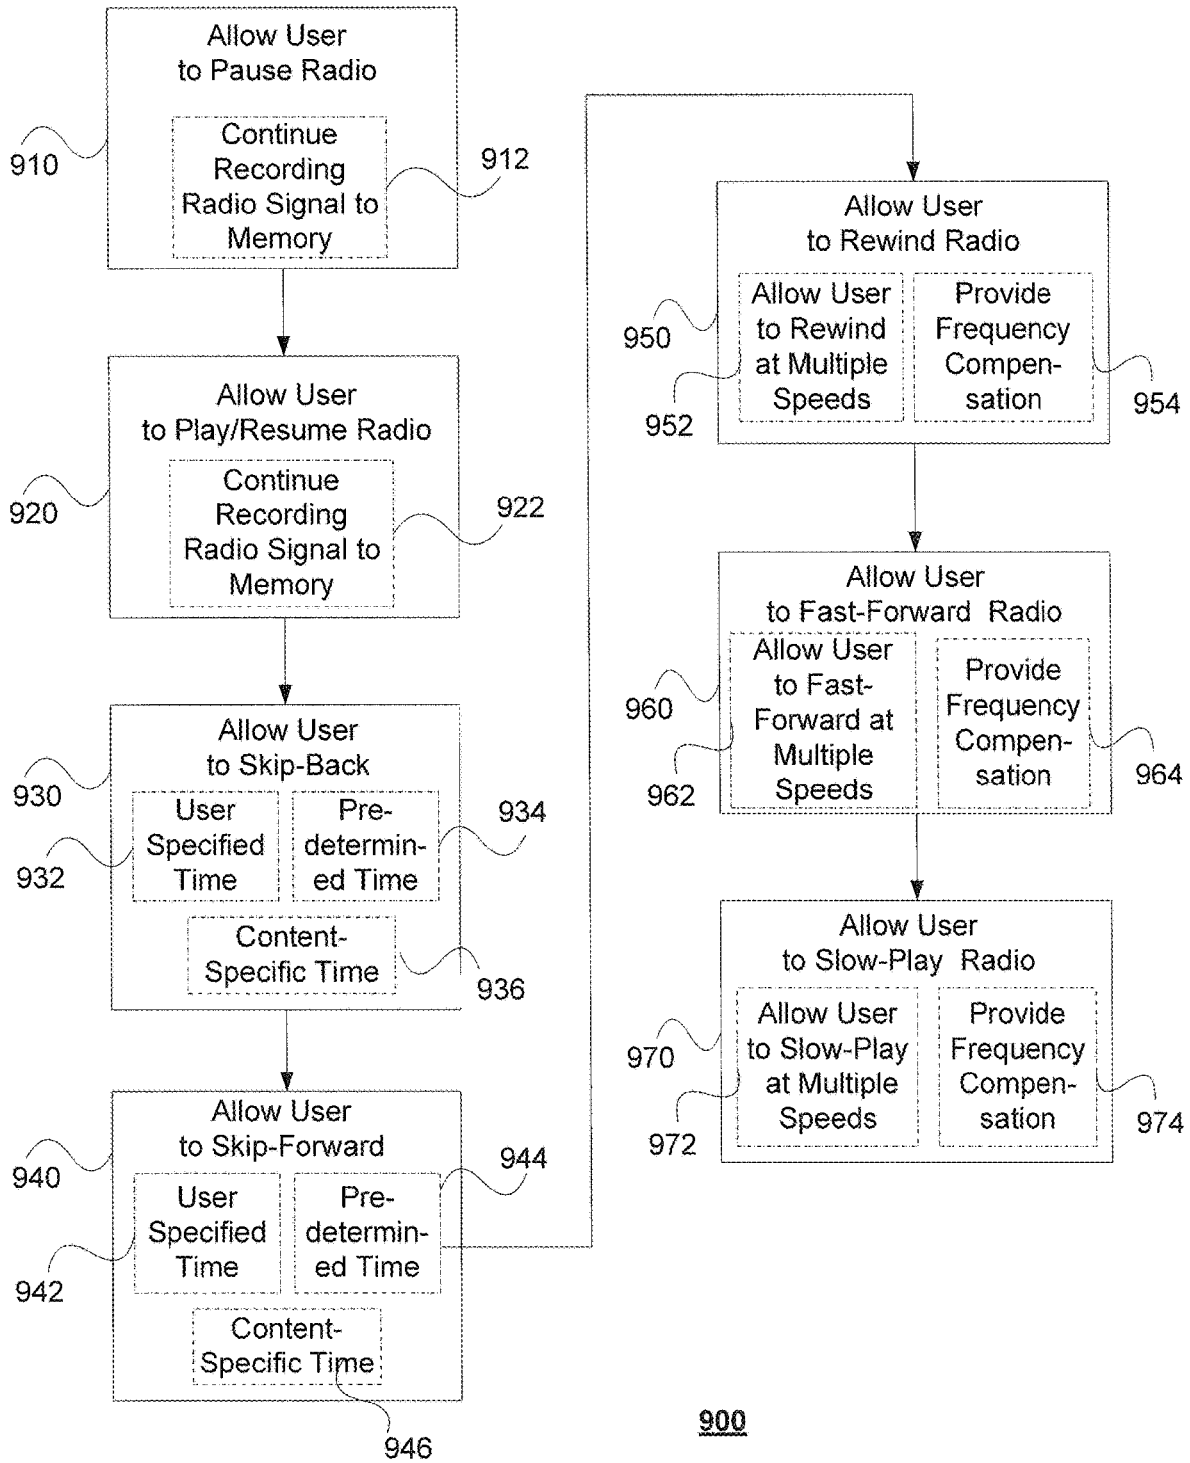 Allow User
to Pause Radio
Continue
Recording
Radio Signal to
Memory
910
912
Allow User
to Play/Resume Radio
Continue
Recording
Radio Signal to
Memory
920
922
Allow User
to Skip-Back
User
Specified
Time
Pre-
determin-
ed Time
Content-
Specific Time
930
932
934
936
Allow User
to Skip-Forward
User
Specified
Time
Pre-
determin-
ed Time
Content-
Specific Time
940
942
944
946
Allow User
to Rewind Radio
Allow User
to Rewind
at Multiple
Speeds
Provide
Frequency
Compen-
sation
950
952
954
Allow User
to Fast-Forward Radio
Allow User
to Fast-
Forward at
Multiple
Speeds
Provide
Frequency
Compen-
sation
960
962
964
Allow User
to Slow-Play Radio
Allow User
to Slow-Play
at Multiple
Speeds
Provide
Frequency
Compen-
sation
970
972
974
900